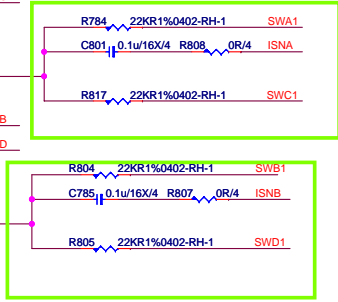 R784 22KR1%0402-RH-1 SWA1
C801 0.1u/16X/4 R808 0R/4 ISNA
R817 22KR1%0402-RH-1 SWC1
B
D
R804 22KR1%0402-RH-1 SWB1
C785 0.1u/16X/4 R807 0R/4 ISNB
R805 22KR1%0402-RH-1 SWD1